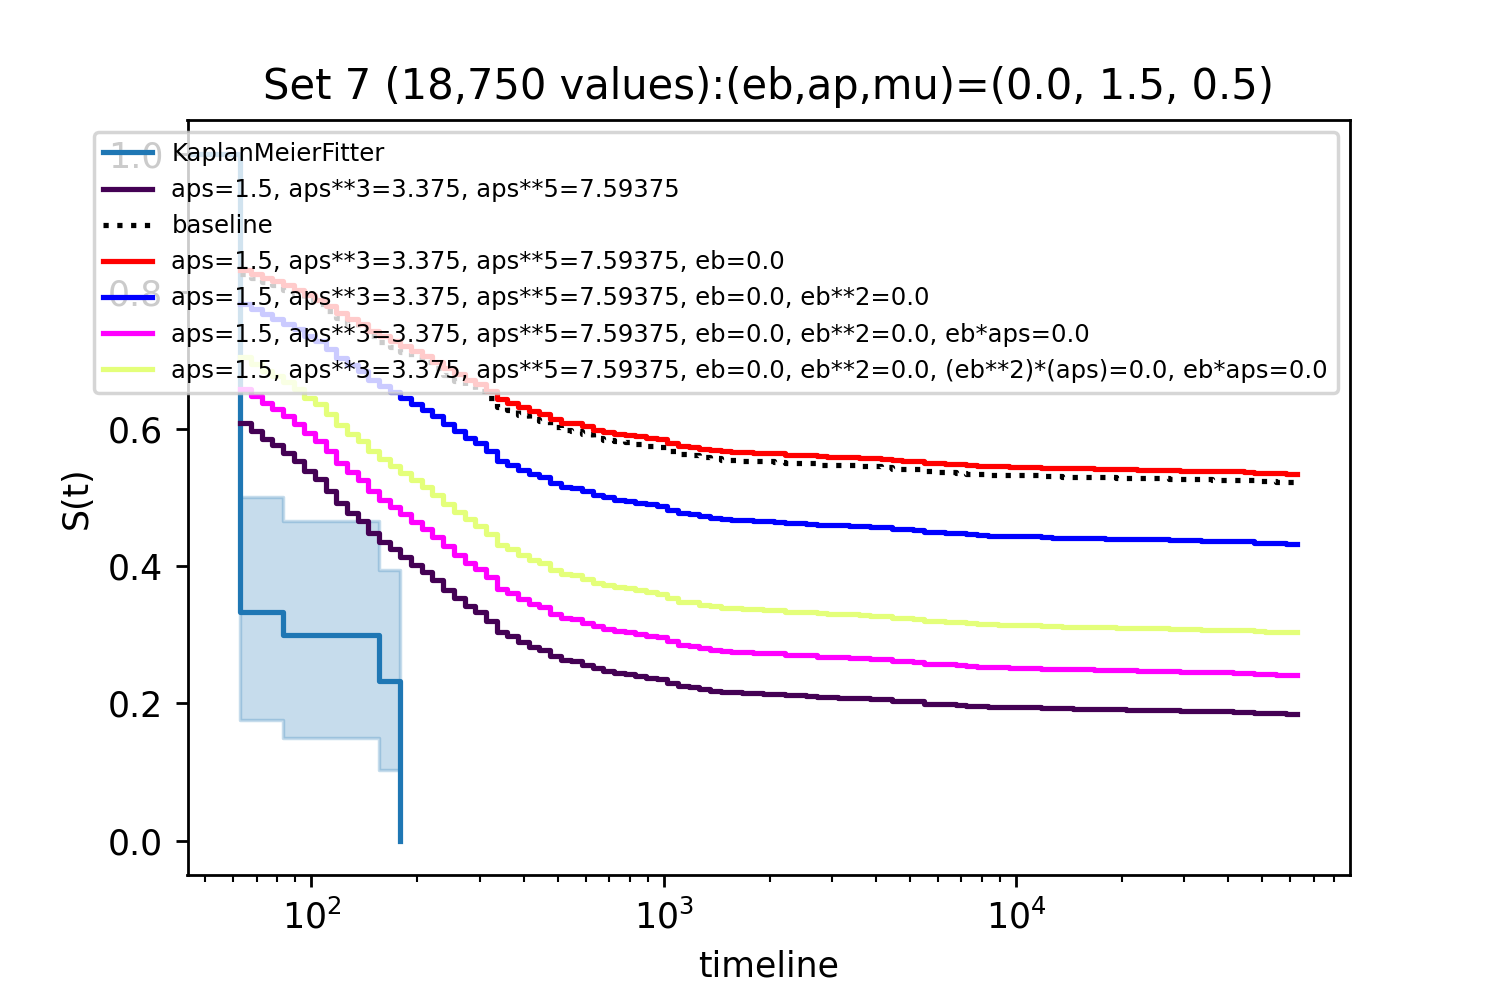 Set 7 (18,750 values):(eb,ap,mu)=(0.0, 1.5, 0.5)
1.0
KaplanMeierFitter
aps=1.5, aps**3=3.375, aps**5=7.59375
baseline
aps=1.5, aps**3=3.375, aps**5=7.59375, eb=0.0
0.8
aps=1.5, aps**3=3.375, aps**5=7.59375, eb=0.0, eb**2=0.0
aps=1.5, aps**3=3.375, aps**5=7.59375, eb=0.0, eb**2=0.0, eb*aps=0.0
aps=1.5, aps**3=3.375, aps**5=7.59375, eb=0.0, eb**2=0.0, (eb**2)*(aps)=0.0, eb*aps=0.0
0.6
0.4
0.2
0.0
S(t)
10² 10³ 10⁴
timeline